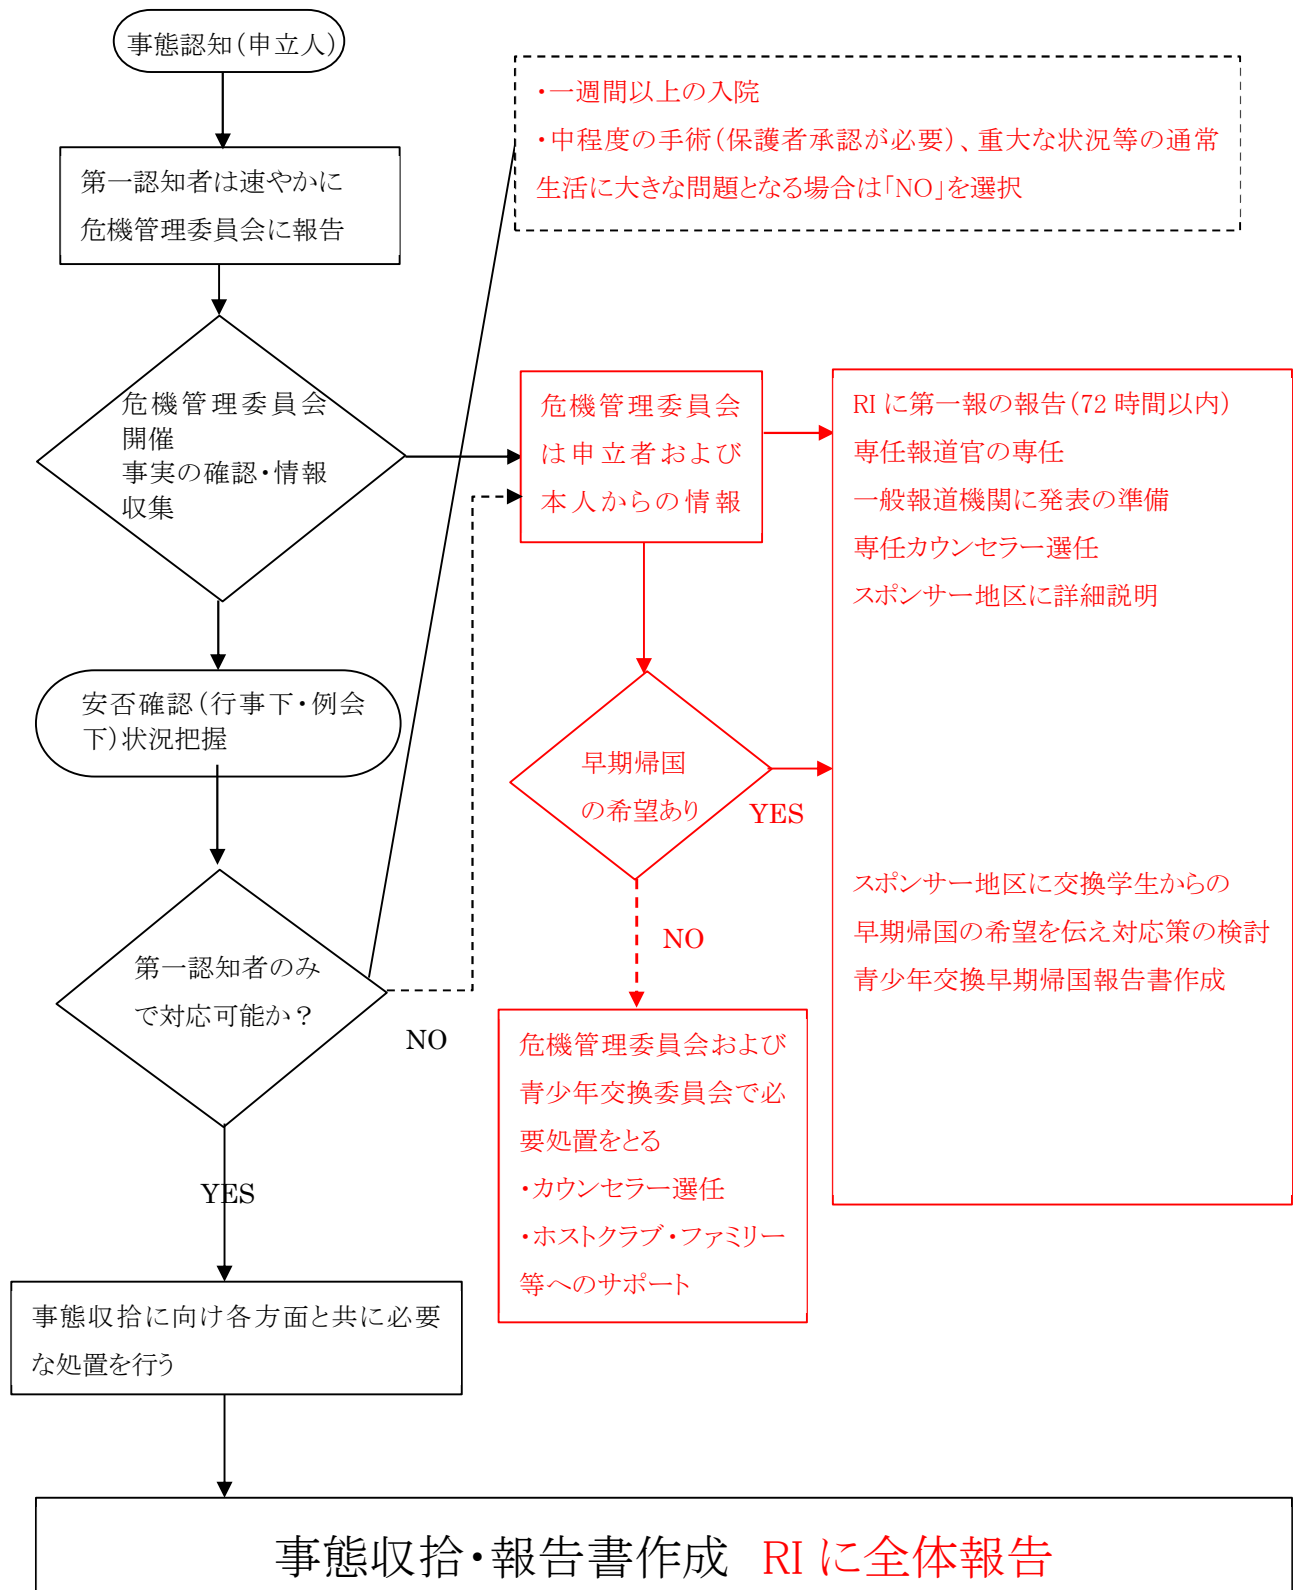 事態認知(申立人)
・一週間以上の入院
・中程度の手術(保護者承認が必要)、重大な状況等の通常
生活に大きな問題となる場合は「NO」を選択
第一認知者は速やかに
危機管理委員会に報告
危機管理委員会
開催
事実の確認・情報
収集
危機管理委員会
は申立者および
本人からの情報
RI に第一報の報告(72 時間以内)
専任報道官の専任
一般報道機関に発表の準備
専任カウンセラー選任
スポンサー地区に詳細説明
安否確認(行事下・例会
下)状況把握
早期帰国
の希望あり
YES
スポンサー地区に交換学生からの
早期帰国の希望を伝え対応策の検討
青少年交換早期帰国報告書作成
NO
第一認知者のみ
で対応可能か？
NO
危機管理委員会および
青少年交換委員会で必
要処置をとる
・カウンセラー選任
・ホストクラブ・ファミリー
等へのサポート
YES
事態収拾に向け各方面と共に必要
な処置を行う
事態収拾・報告書作成 RI に全体報告